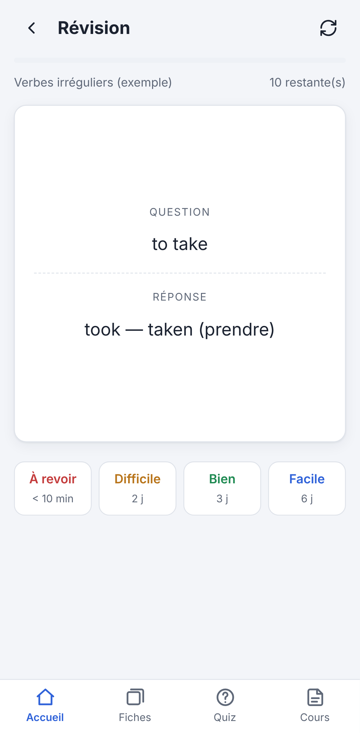 Révision
Verbes irréguliers (exemple) 10 restante(s)
QUESTION
to take
RÉPONSE
took — taken (prendre)
À revoir Difficile Bien Facile
< 10 min 2 j 3 j 6 j
Accueil Fiches Quiz Cours